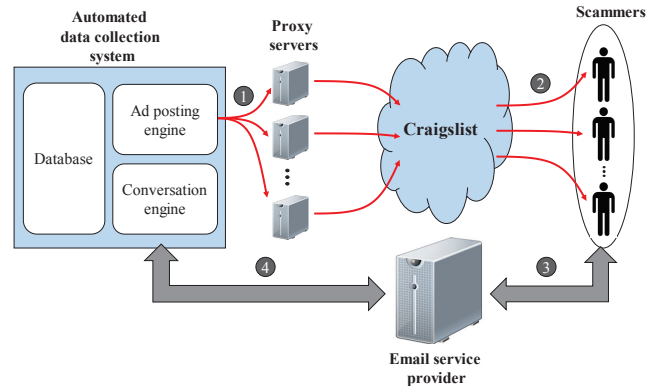 Automated
data collection
system
Proxy
servers
Scammers
Database
Ad posting
engine
Conversation
engine
1
Craigslist
2
4
3
Email service
provider